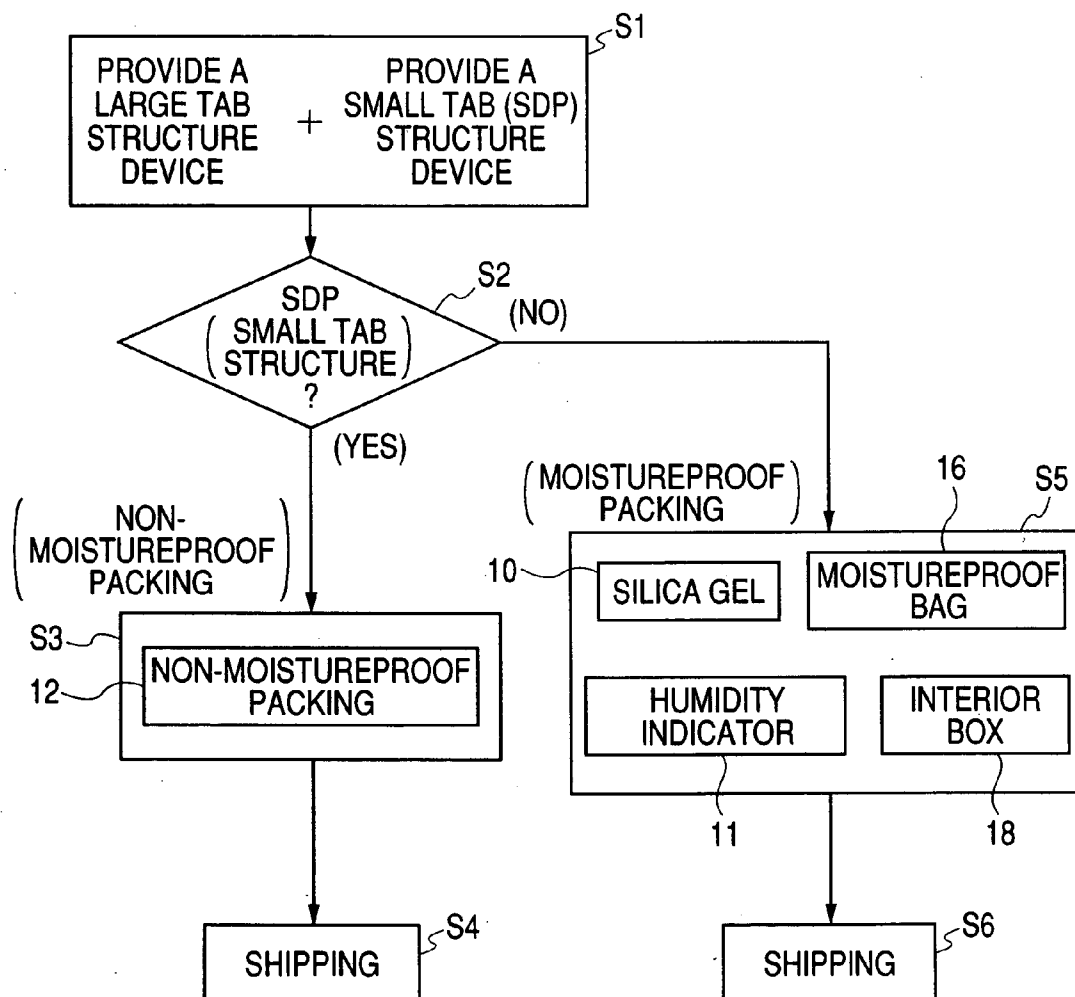 S1
PROVIDE A
LARGE TAB
STRUCTURE
DEVICE
+
PROVIDE A
SMALL TAB (SDP)
STRUCTURE
DEVICE
S2
SDP
(SMALL TAB
STRUCTURE)
?
(NO)
(YES)
(NON-
MOISTUREPROOF
PACKING)
S3
12
NON-MOISTUREPROOF
PACKING
(MOISTUREPROOF
PACKING)
S5
10
SILICA GEL
16
MOISTUREPROOF
BAG
HUMIDITY
INDICATOR
11
INTERIOR
BOX
18
S4
SHIPPING
S6
SHIPPING